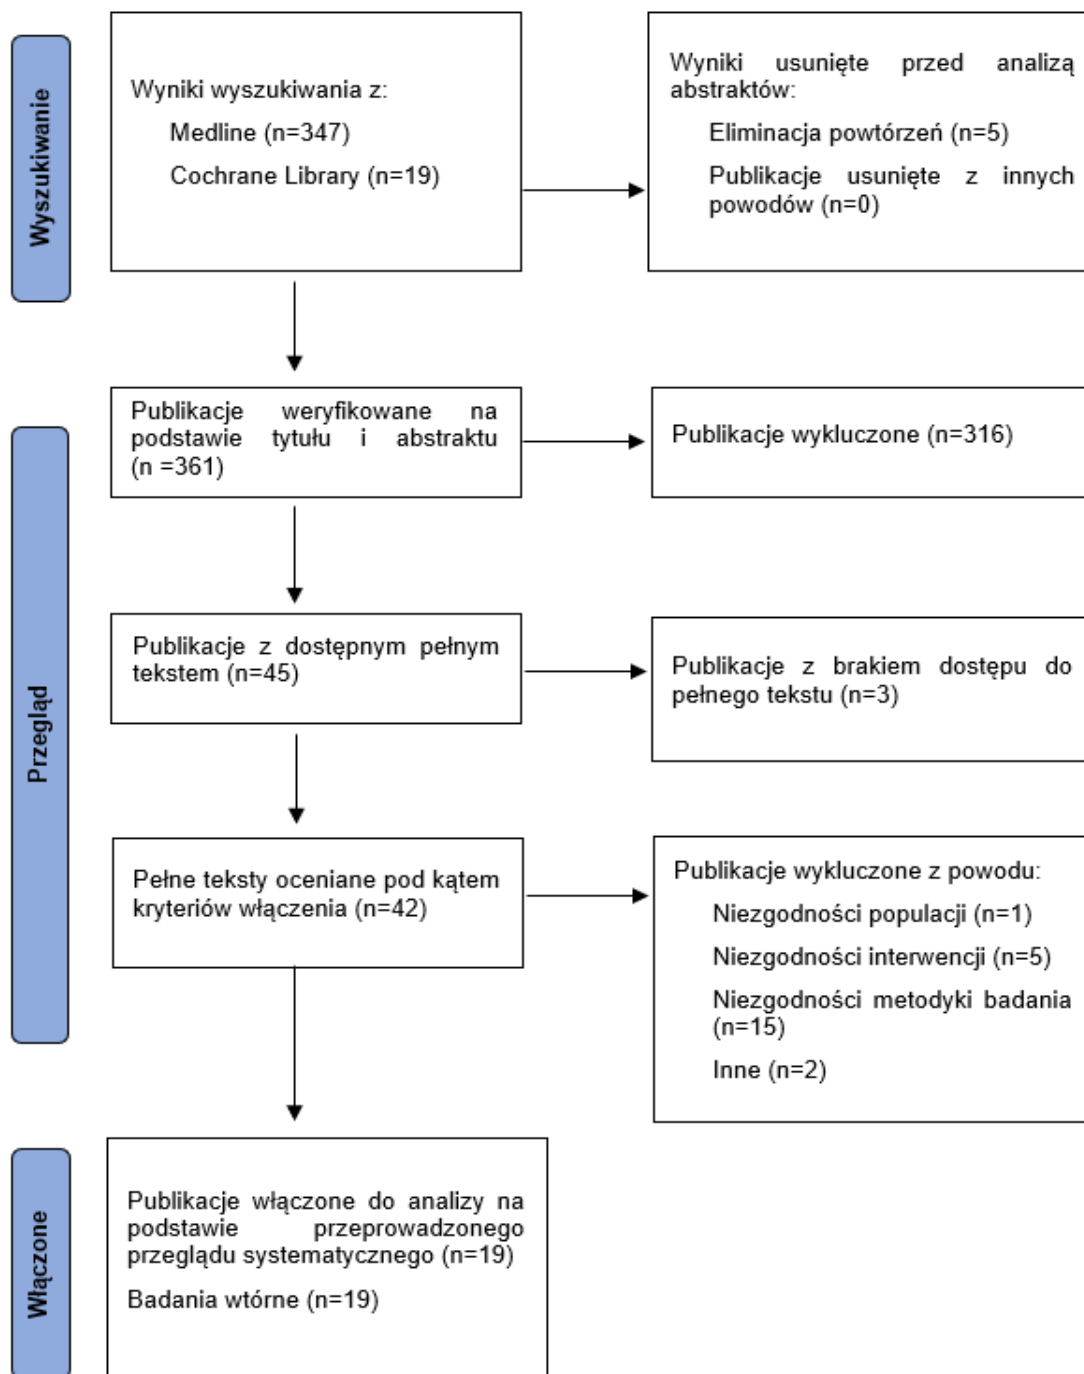 Wyszukiwanie
Wyniki wyszukiwania z:
Medline (n=347)
Cochrane Library (n=19)
Wyniki usunięte przed analizą
abstraktów:
Eliminacja powtórzeń (n=5)
Publikacje usunięte z innych
powodów (n=0)
Przegląd
Publikacje weryfikowane na
podstawie tytułu i abstraktu
(n =361)
Publikacje wykluczone (n=316)
Publikacje z dostępnym pełnym
tekstem (n=45)
Publikacje z brakiem dostępu do
pełnego tekstu (n=3)
Pełne teksty oceniane pod kątem
kryteriów włączenia (n=42)
Publikacje wykluczone z powodu:
Niezgodności populacji (n=1)
Niezgodności interwencji (n=5)
Niezgodności metodyki badania
(n=15)
Inne (n=2)
Włączone
Publikacje włączone do analizy na
podstawie przeprowadzonego
przeglądu systematycznego (n=19)
Badania wtórne (n=19)